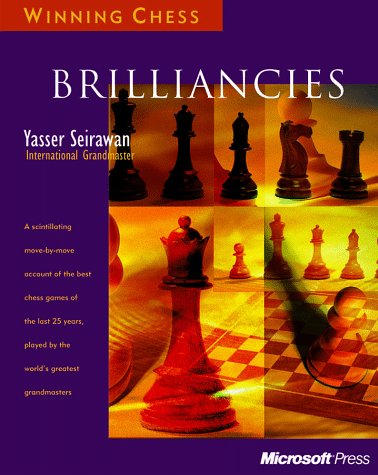 WINNING CHESS
BRILLIANCIES
Yasser Seirawan
International Grandmaster
A scintillating
move-by-move
account of the best
chess games of
the last 25 years,
played by the
world's greatest
grandmasters
Microsoft Press